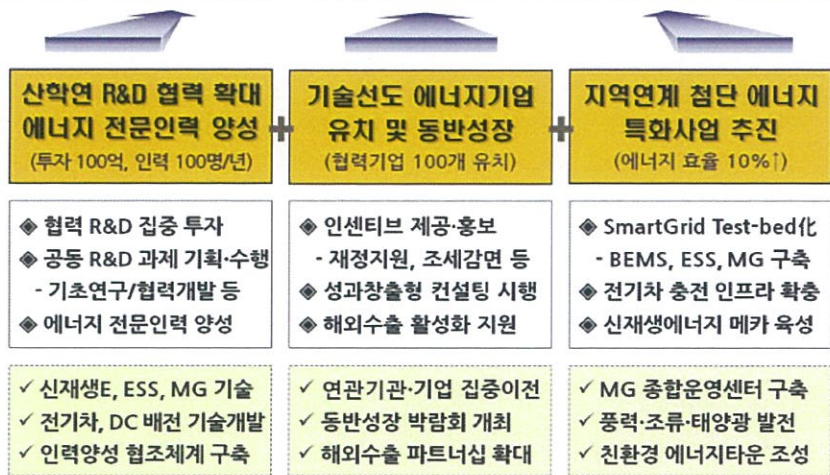 산학연 R&D 협력 확대
에너지 전문인력 양성
(투자 100억, 인력 100명/년)
+
기술선도 에너지기업
유치 및 동반성장
(협력기업 100개 유치)
+
지역연계 첨단 에너지
특화사업 추진
(에너지 효율 10%↑)
◈ 협력 R&D 집중 투자
◈ 공동 R&D 과제 기획·수행
- 기초연구/협력개발 등
◈ 에너지 전문인력 양성
◈ 인센티브 제공·홍보
- 재정지원, 조세감면 등
◈ 성과창출형 컨설팅 시행
◈ 해외수출 활성화 지원
◈ SmartGrid Test-bed化
- BEMS, ESS, MG 구축
◈ 전기차 충전 인프라 확충
◈ 신재생에너지 메카 육성
✓ 신재생E, ESS, MG 기술
✓ 전기차, DC 배전 기술개발
✓ 인력양성 협조체계 구축
✓ 연관기관·기업 집중이전
✓ 동반성장 박람회 개최
✓ 해외수출 파트너십 확대
✓ MG 종합운영센터 구축
✓ 풍력·조류·태양광 발전
✓ 친환경 에너지타운 조성